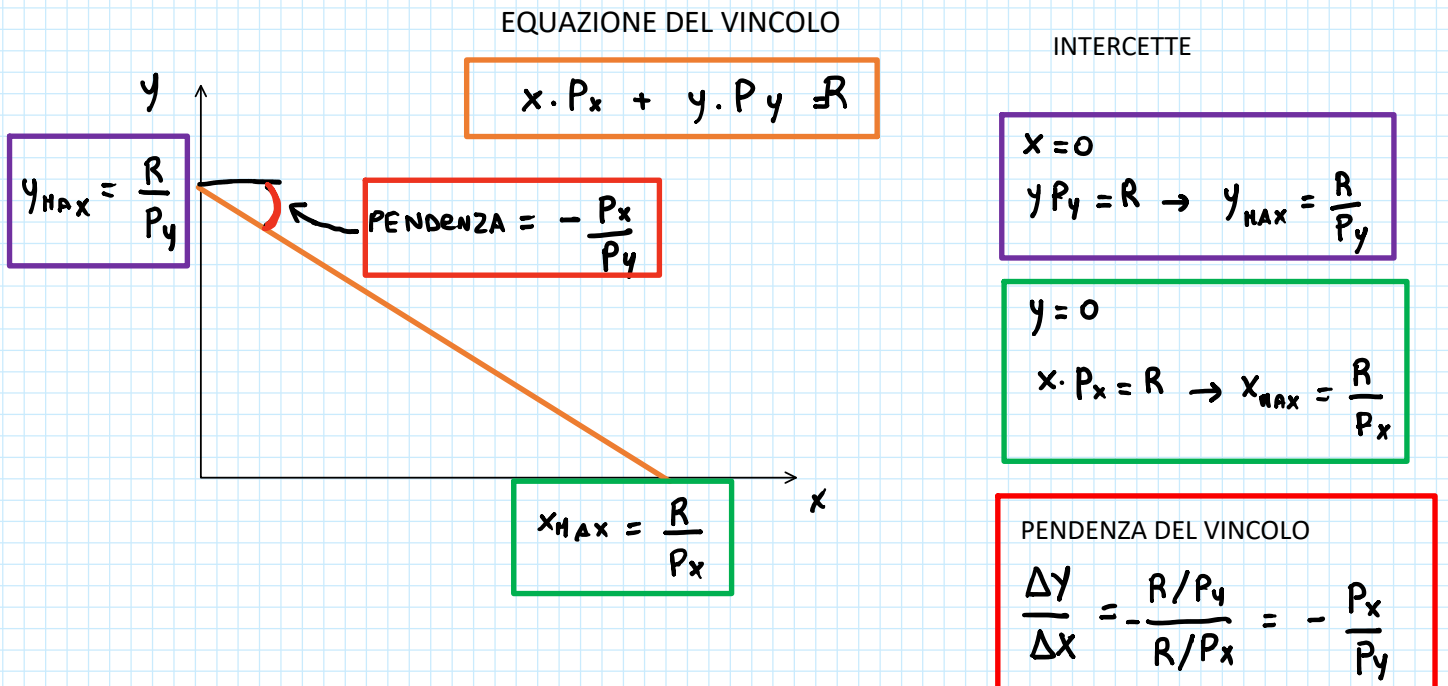 EQUAZIONE DEL VINCOLO
x · Px + y . Py = R
y
yMAX = R/Py
PENDENZA = - Px/Py
xMAX = R/Px
x
INTERCETTE
x = 0
y Py = R → yMAX = R/Py
y = 0
x · Px = R → xMAX = R/Px
PENDENZA DEL VINCOLO
ΔY/ΔX = - R/Py / R/Px = - Px/Py